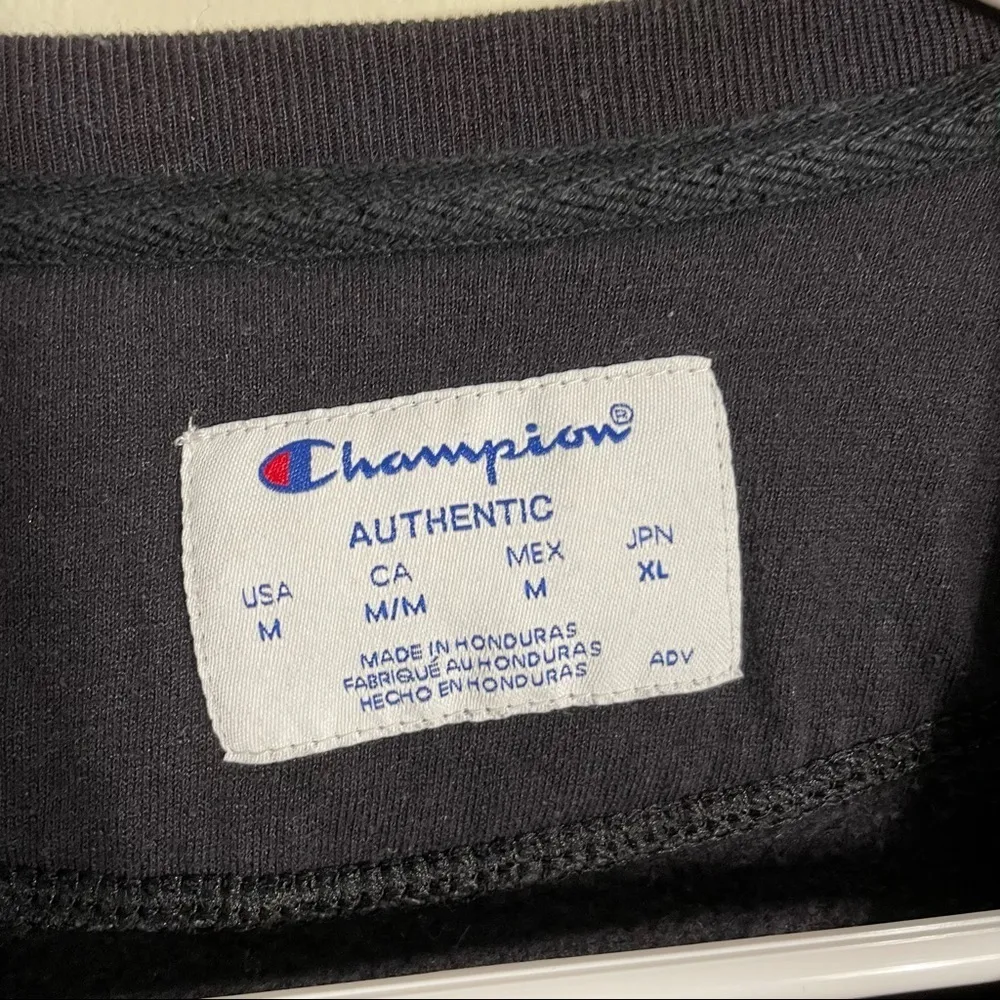 Champion®
AUTHENTIC
USA CA MEX JPN
M M/M M XL
MADE IN HONDURAS
FABRIQUÉ AU HONDURAS
HECHO EN HONDURAS
ADV